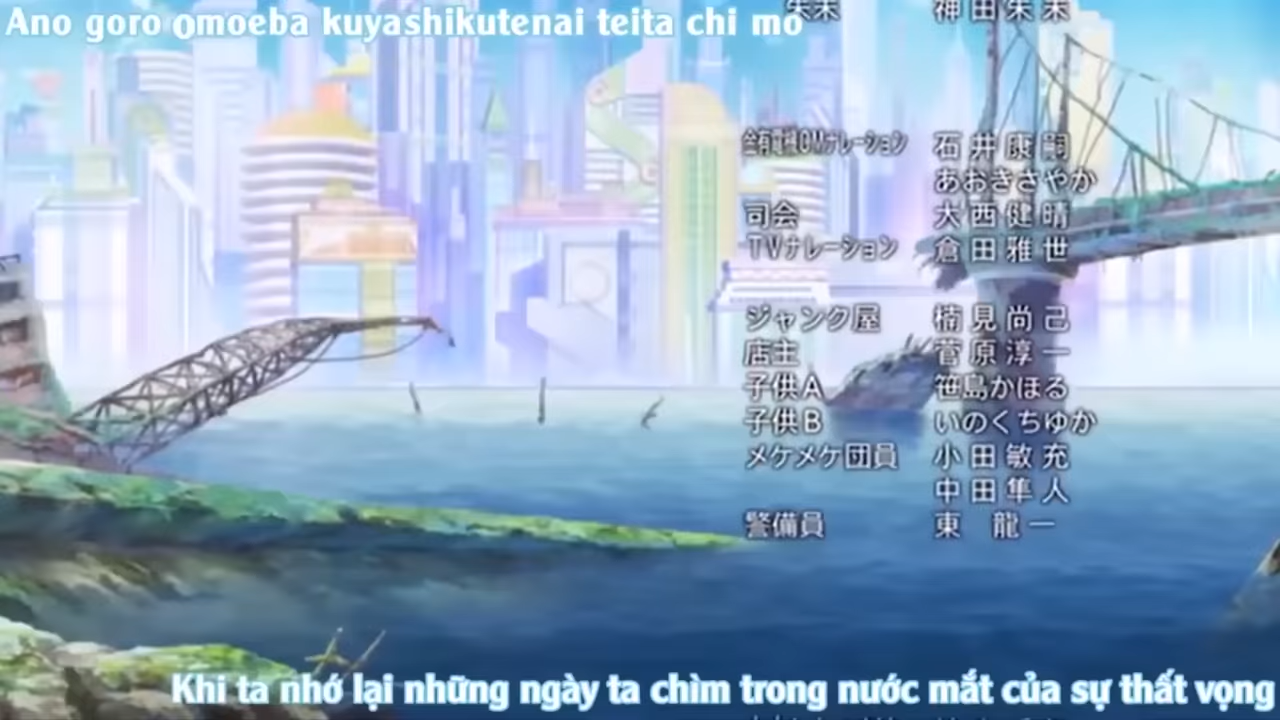 Ano goro omoeba kuyashikutenai teita chi mo
朱未 神田朱未
石井康嗣
あおきさやか
司会 大西健晴
TVナレーション 倉田雅世
ジャンク屋 楠見尚己
店主 菅原淳一
子供A 笹島かほる
子供B いのくちゆか
メケメケ団員 小田敏充
中田隼人
警備員 東 龍一
Khi ta nhớ lại những ngày ta chìm trong nước mắt của sự thất vọng